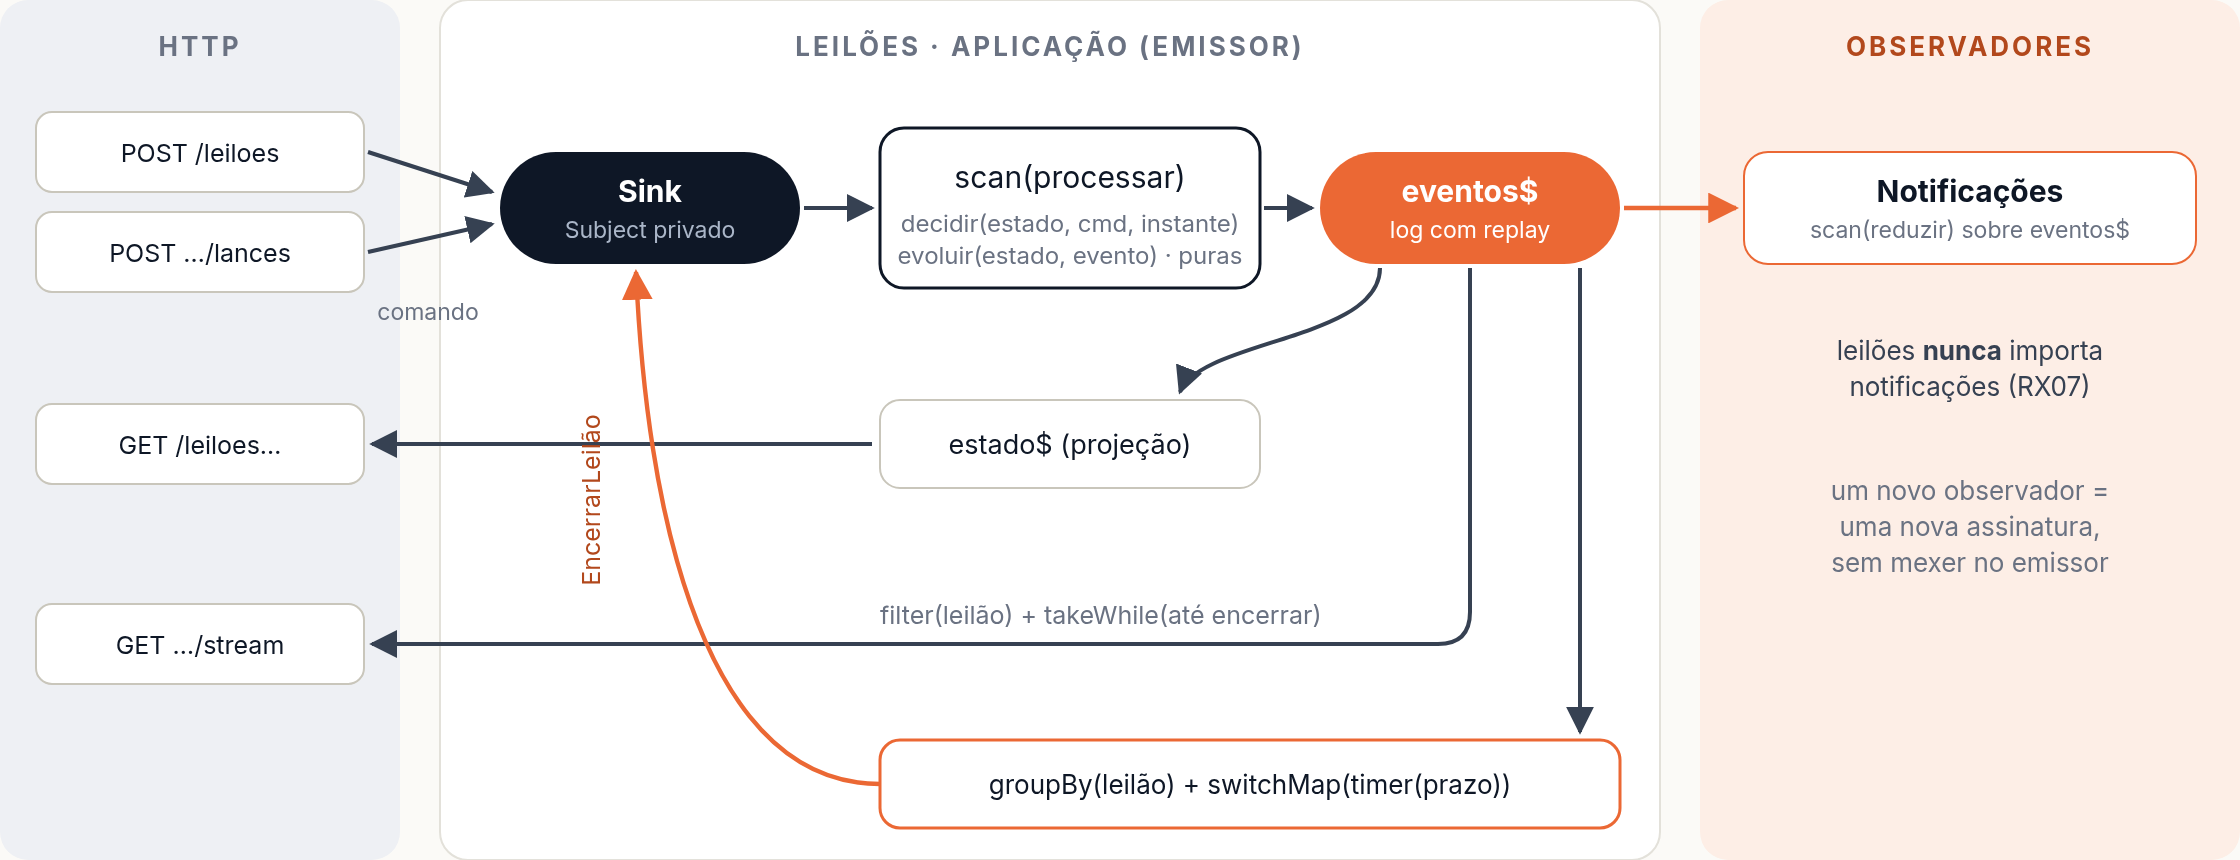 HTTP
POST /leiloes
POST .../lances
comando
GET /leiloes...
GET .../stream
LEILÕES · APLICAÇÃO (EMISSOR)
Sink
Subject privado
scan(processar)
decidir(estado, cmd, instante)
evoluir(estado, evento) · puras
eventos$
log com replay
estado$ (projeção)
EncerrarLeilão
filter(leilão) + takeWhile(até encerrar)
groupBy(leilão) + switchMap(timer(prazo))
OBSERVADORES
Notificações
scan(reduzir) sobre eventos$
leilões nunca importa
notificações (RX07)
um novo observador =
uma nova assinatura,
sem mexer no emissor